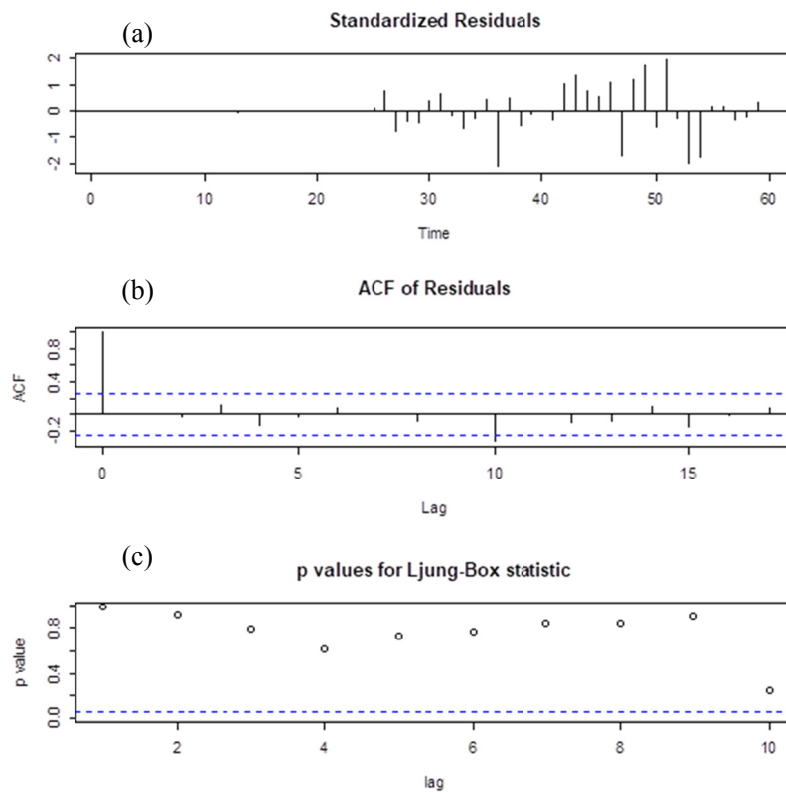 (a)
Standardized Residuals
2
1
0
-1
-2
0 10 20 30 40 50 60
Time
(b)
ACF of Residuals
0.8
0.4
-0.2
ACF
0 5 10 15
Lag
(c)
p values for Ljung-Box statistic
0.8
0.4
0.0
p value
2 4 6 8 10
lag